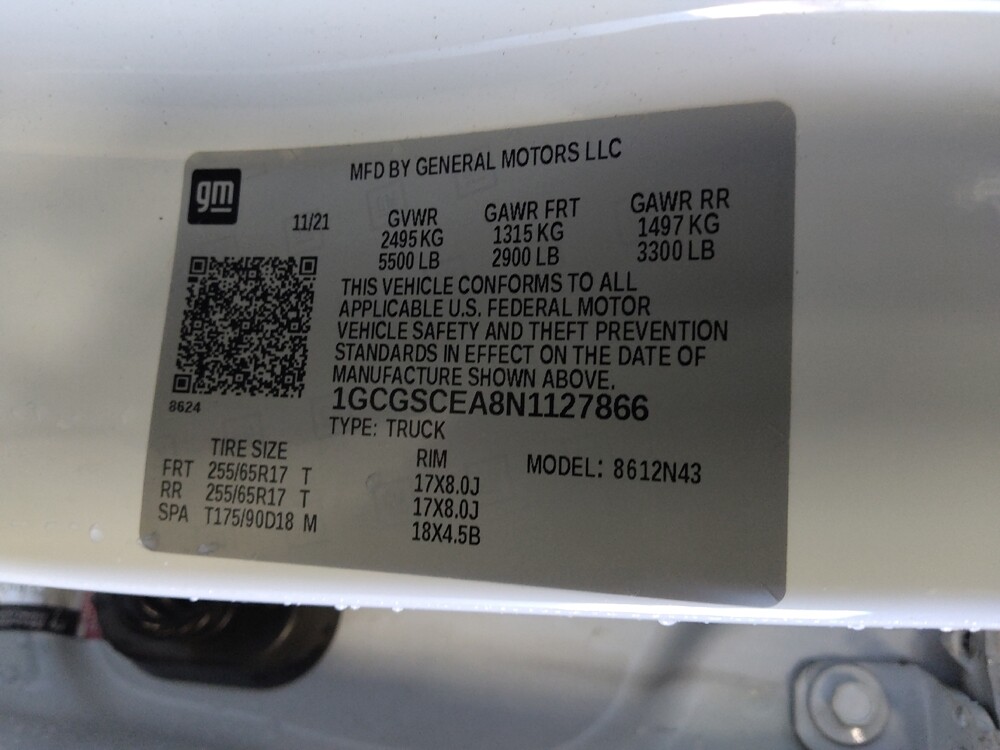 MFD BY GENERAL MOTORS LLC
gm
11/21
GVWR GAWR FRT GAWR RR
2495 KG 1315 KG 1497 KG
5500 LB 2900 LB 3300 LB
THIS VEHICLE CONFORMS TO ALL
APPLICABLE U.S. FEDERAL MOTOR
VEHICLE SAFETY AND THEFT PREVENTION
STANDARDS IN EFFECT ON THE DATE OF
MANUFACTURE SHOWN ABOVE.
8624
1GCGSCEA8N1127866
TYPE: TRUCK
TIRE SIZE RIM MODEL: 8612N43
FRT 255/65R17 T 17X8.0J
RR 255/65R17 T 17X8.0J
SPA T175/90D18 M 18X4.5B